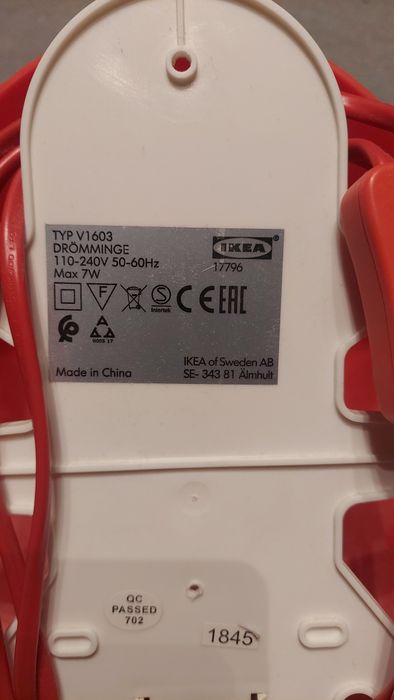 TYP V1603
DRÖMMINGE
110-240V 50-60Hz
Max 7W
IKEA
17796
F
S
Intertek
CE EAC
A
Made in China
IKEA of Sweden AB
SE- 343 81 Älmhult
QC
PASSED
702
1845